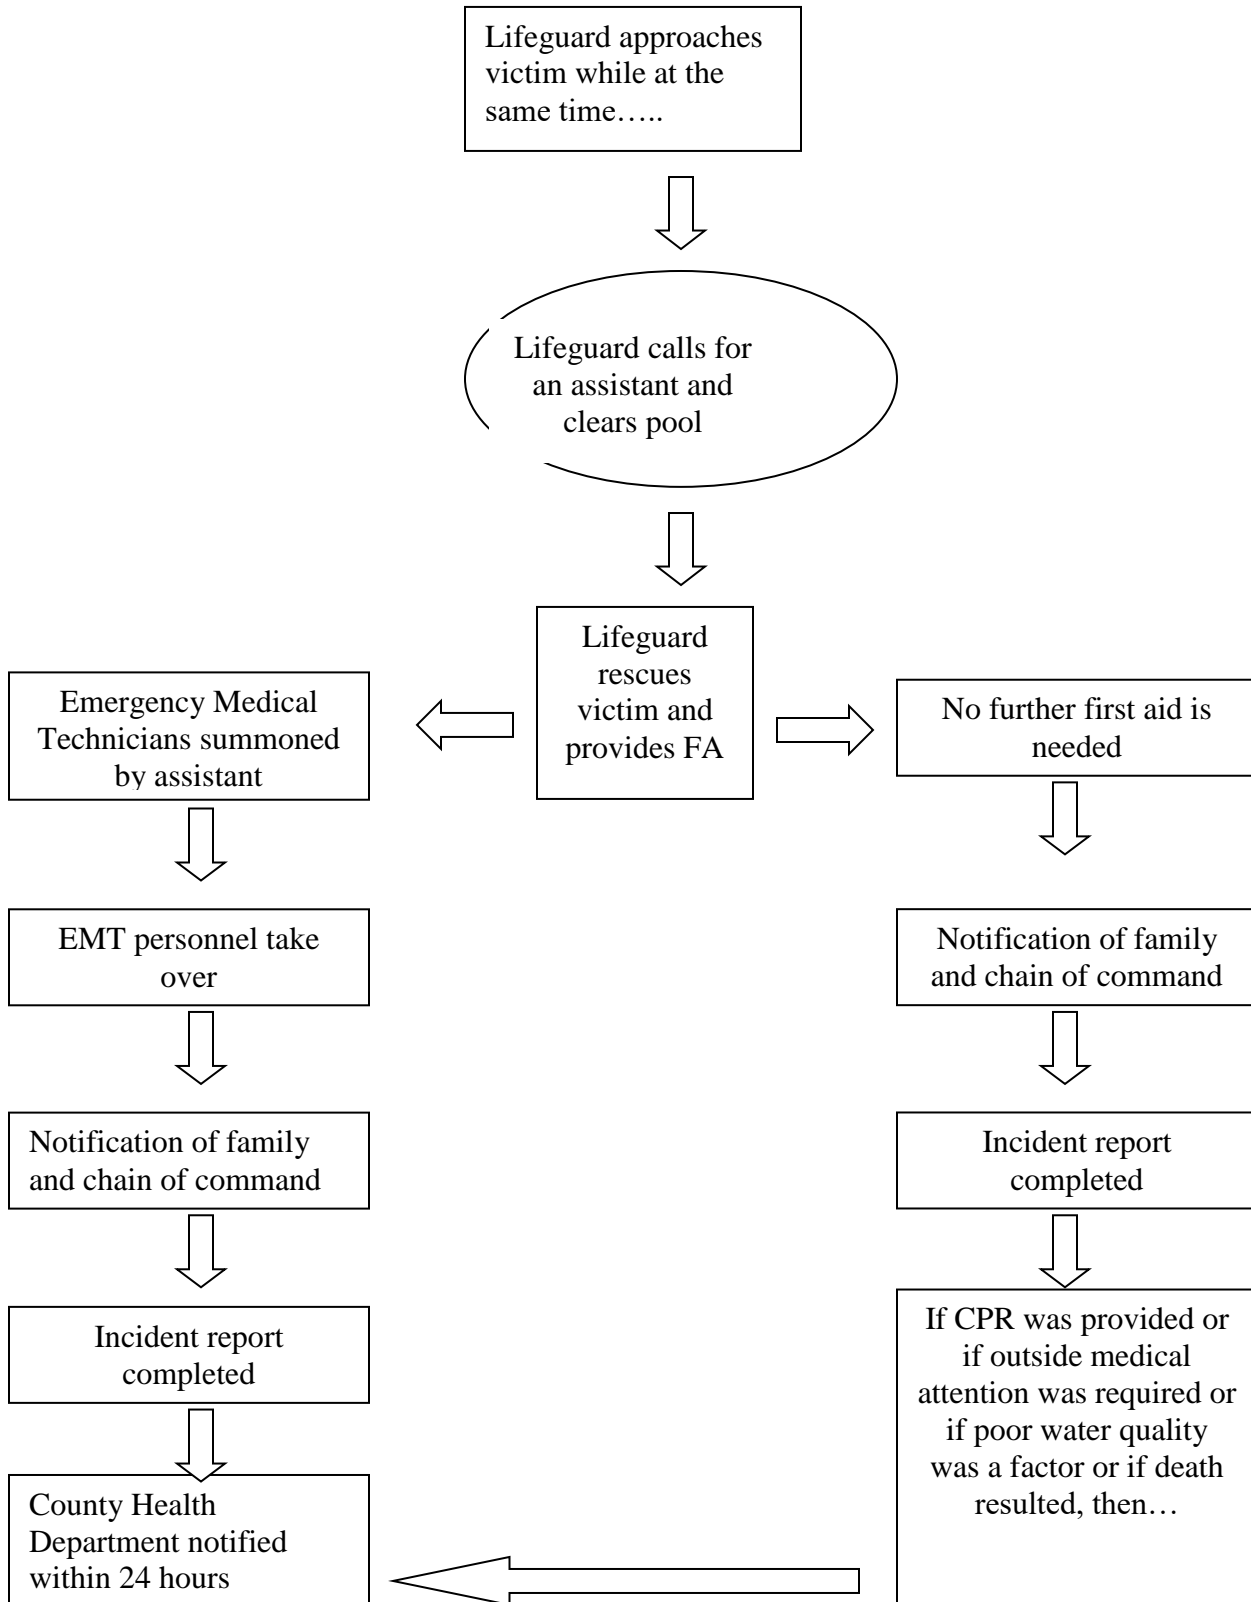 Lifeguard approaches
victim while at the
same time…..
Lifeguard calls for
an assistant and
clears pool
Lifeguard
rescues
victim and
provides FA
Emergency Medical
Technicians summoned
by assistant
No further first aid is
needed
EMT personnel take
over
Notification of family
and chain of command
Notification of family
and chain of command
Incident report
completed
Incident report
completed
If CPR was provided or
if outside medical
attention was required or
if poor water quality
was a factor or if death
resulted, then…
County Health
Department notified
within 24 hours